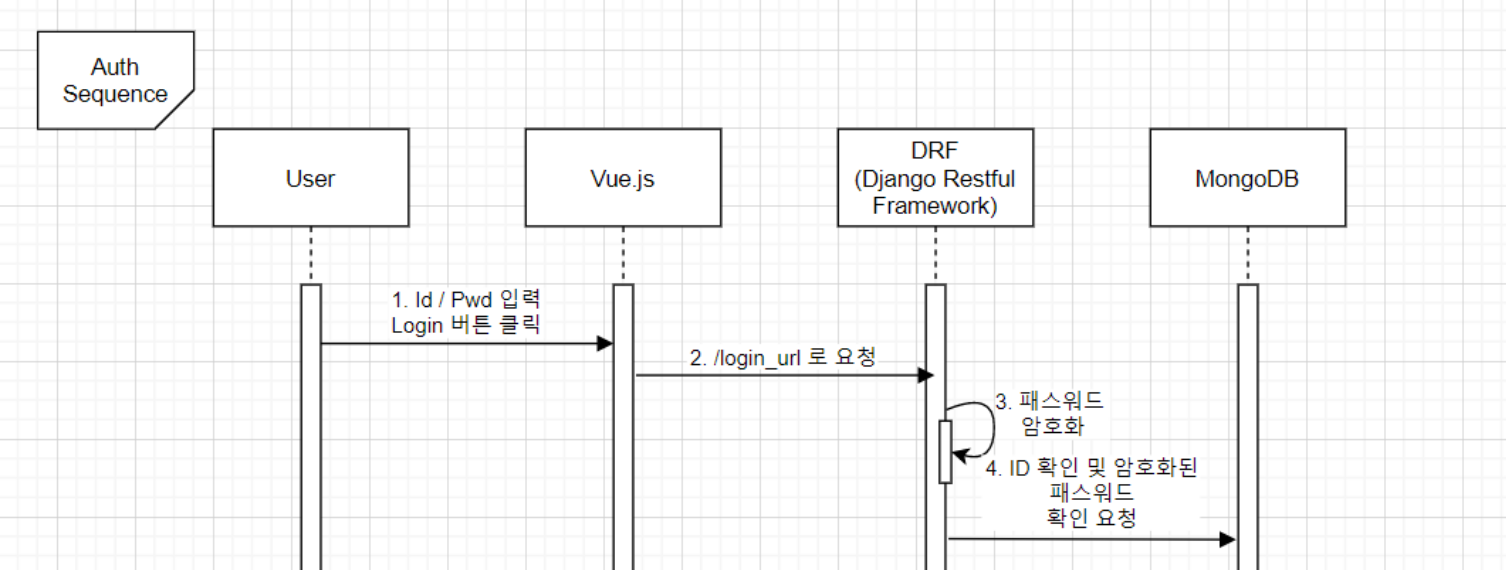 Auth
Sequence
User
Vue.js
DRF
(Django Restful
Framework)
MongoDB
1. Id / Pwd 입력
Login 버튼 클릭
2. /login_url 로 요청
3. 패스워드
암호화
4. ID 확인 및 암호화된
패스워드
확인 요청